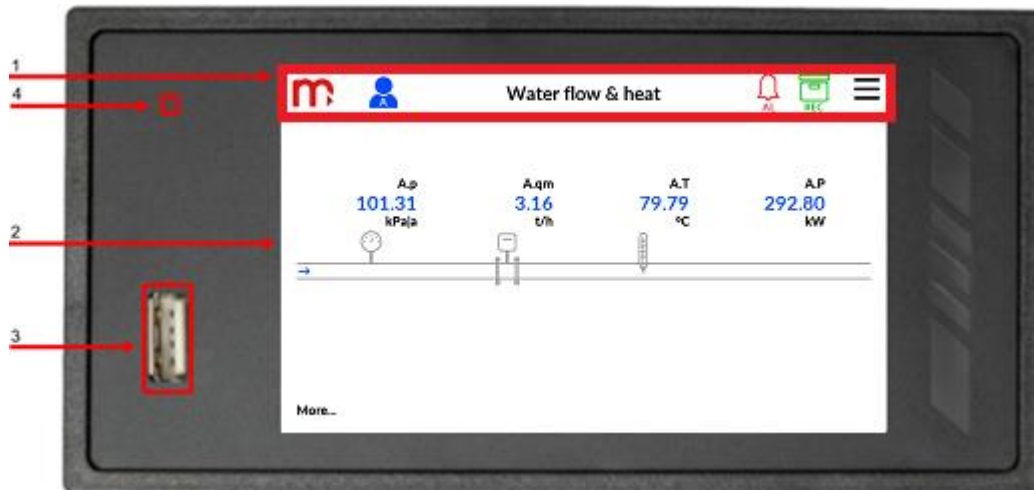 1
4
2
3
m
A
Water flow & heat
AL
REC
A.p
101.31
kPa|a
A.qm
3.16
t/h
A.T
79.79
°C
A.P
292.80
kW
More...